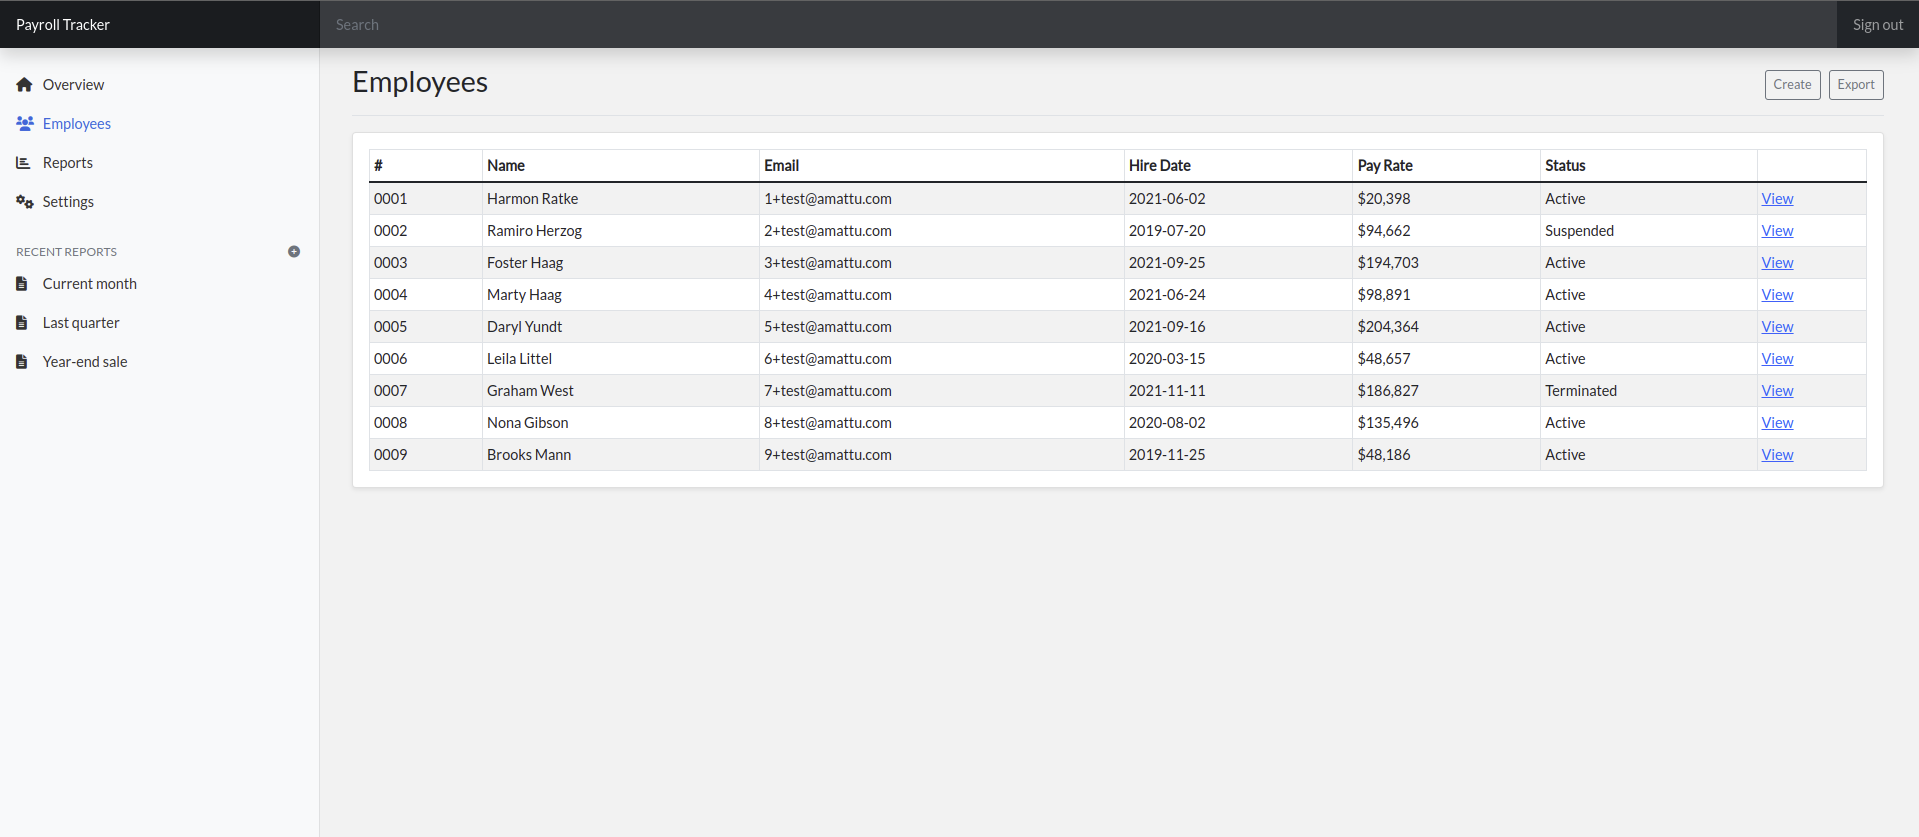 Payroll Tracker Search Sign out
Overview
Employees
Reports
Settings
RECENT REPORTS
Current month
Last quarter
Year-end sale
Employees Create Export
# Name Email Hire Date Pay Rate Status
0001 Harmon Ratke 1+test@amattu.com 2021-06-02 $20,398 Active View
0002 Ramiro Herzog 2+test@amattu.com 2019-07-20 $94,662 Suspended View
0003 Foster Haag 3+test@amattu.com 2021-09-25 $194,703 Active View
0004 Marty Haag 4+test@amattu.com 2021-06-24 $98,891 Active View
0005 Daryl Yundt 5+test@amattu.com 2021-09-16 $204,364 Active View
0006 Leila Littel 6+test@amattu.com 2020-03-15 $48,657 Active View
0007 Graham West 7+test@amattu.com 2021-11-11 $186,827 Terminated View
0008 Nona Gibson 8+test@amattu.com 2020-08-02 $135,496 Active View
0009 Brooks Mann 9+test@amattu.com 2019-11-25 $48,186 Active View